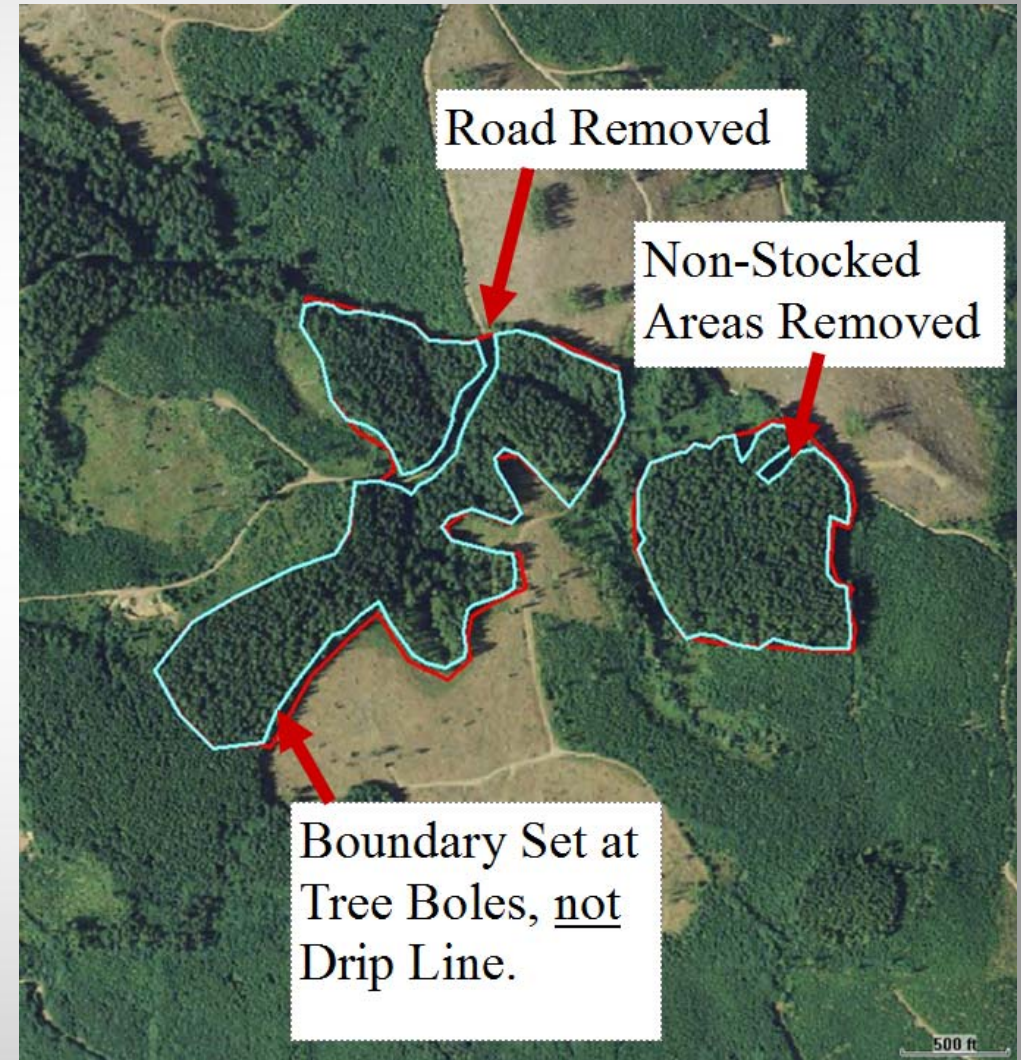 Road Removed
Non-Stocked
Areas Removed
Boundary Set at
Tree Boles, not
Drip Line.
500 ft